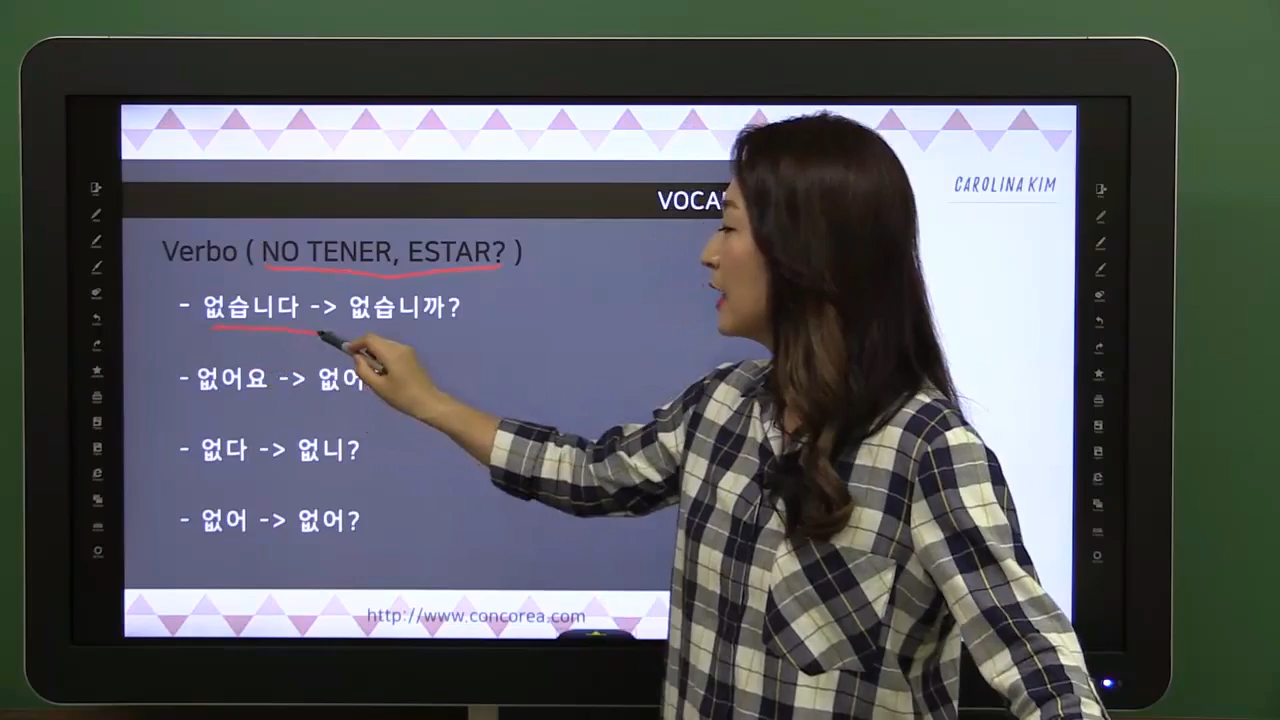 CAROLINA KIM
Verbo ( NO TENER, ESTAR? )
- 없습니다 -> 없습니까?
- 없어요 -> 없어
- 없다 -> 없니?
- 없어 -> 없어?
http://www.concorea.com